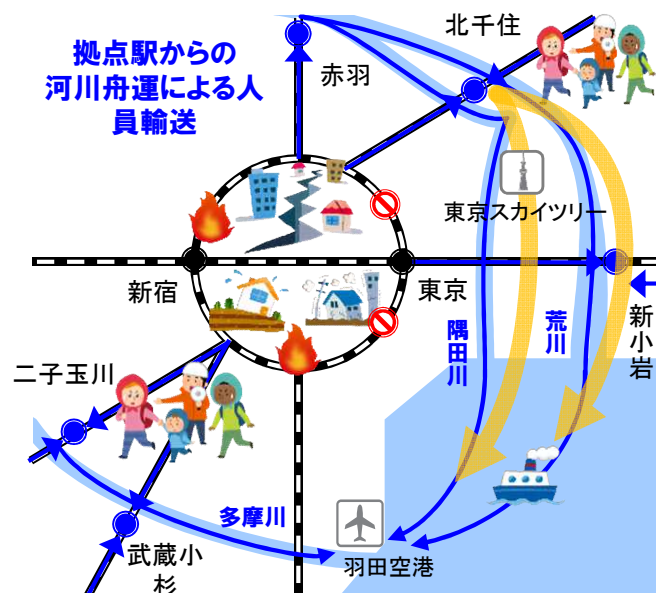 拠点駅からの
河川舟運による人
員輸送
北千住
赤羽
東京スカイツリー
新宿
東京
隅田川
荒川
新小岩
二子玉川
多摩川
武蔵小
杉
羽田空港